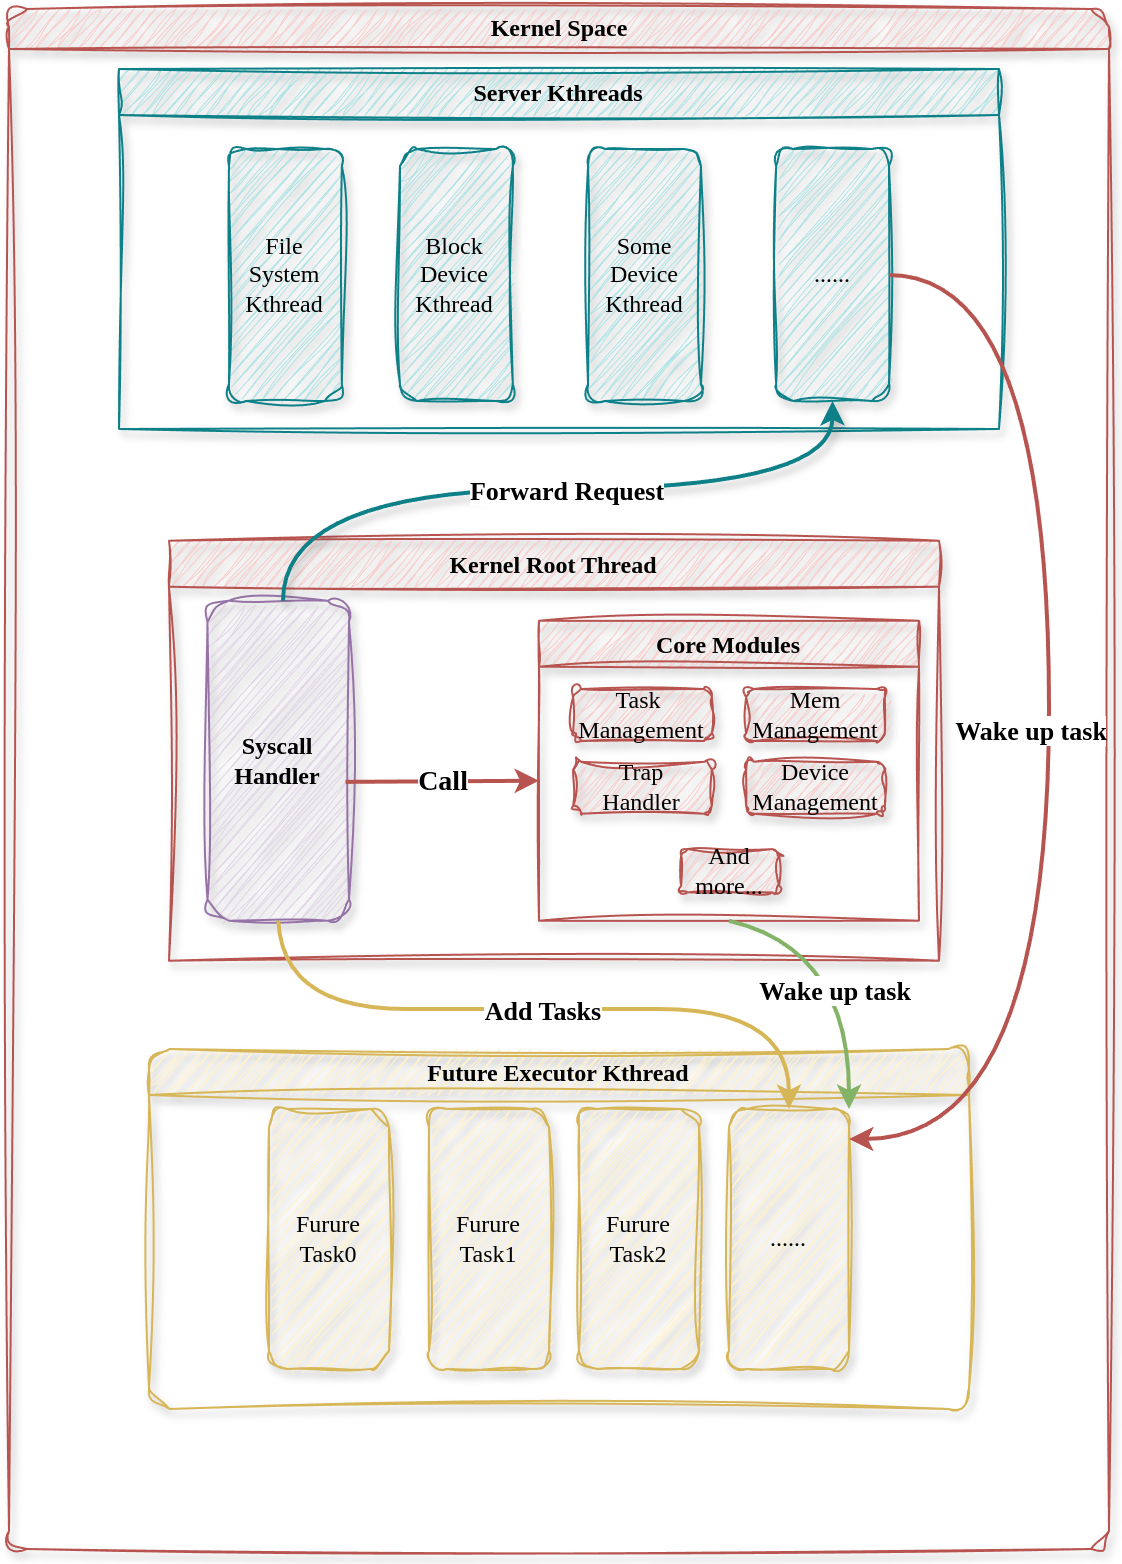 Kernel Space
Server Kthreads
File
System
Kthread
Block
Device
Kthread
Some
Device
Kthread
......
Forward Request
Kernel Root Thread
Syscall
Handler
Call
Core Modules
Task
Management
Mem
Management
Trap
Handler
Device
Management
And
more...
Wake up task
Wake up task
Add Tasks
Future Executor Kthread
Furure
Task0
Furure
Task1
Furure
Task2
......